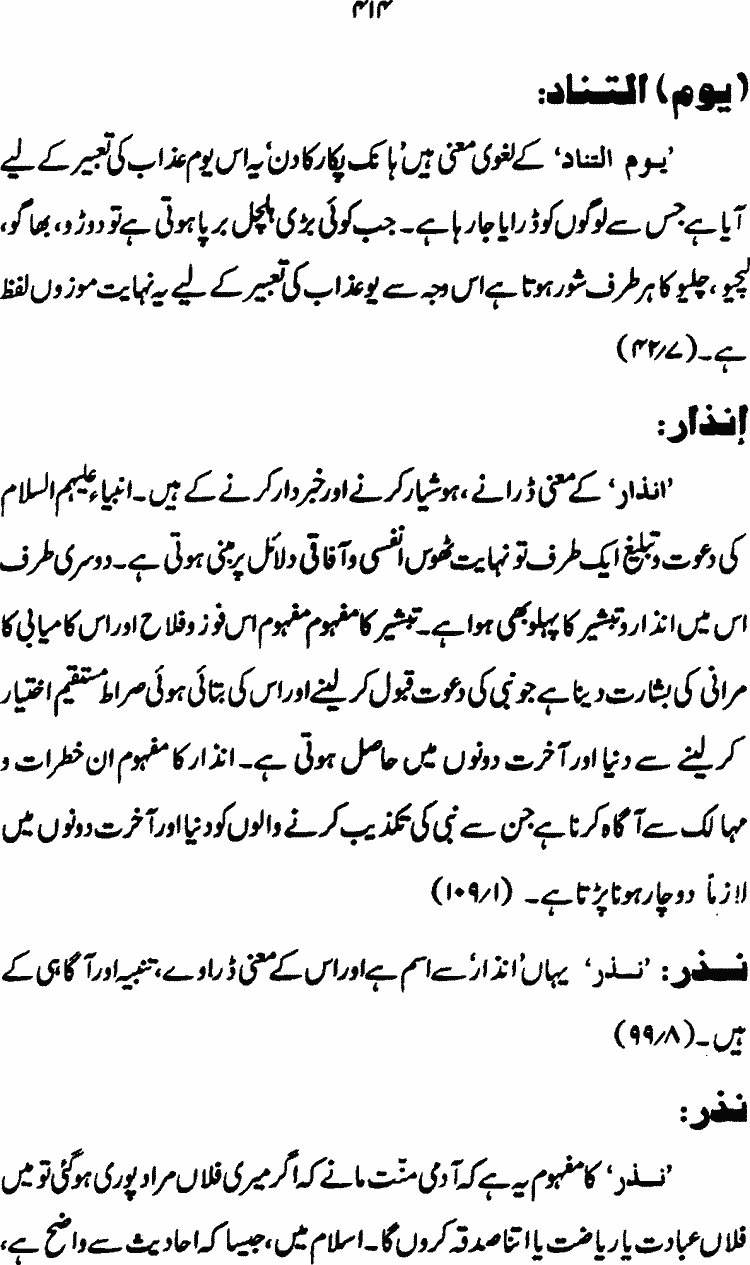 ۴۱۴
(یوم) التناد:
’یوم التناد‘ کے لغوی معنی ہیں ’ہانک پکار کا دن‘ یہ اس یوم عذاب کی تعبیر کے لیے
آیا ہے جس سے لوگوں کو ڈرایا جا رہا ہے۔ جب کوئی بڑی ہلچل برپا ہوتی ہے تو دوڑو، بھاگو،
لیجیو، چلیو کا ہر طرف شور ہوتا ہے اس وجہ سے یو عذاب کی تعبیر کے لیے یہ نہایت موزوں لفظ
ہے۔ (۴۲/۷)
إنذار:
’انذار‘ کے معنی ڈرانے، ہوشیار کرنے اور خبردار کرنے کے ہیں۔ انبیاء علیہم السلام
کی دعوت و تبلیغ ایک طرف تو نہایت ٹھوس انفسی و آفاقی دلائل پر مبنی ہوتی ہے۔ دوسری طرف
اس میں انذار و تبشیر کا پہلو بھی ہوا ہے۔ تبشیر کا مفہوم مفہوم اس فوز و فلاح اور اس کامیابی کا
مرانی کی بشارت دینا ہے جو نبی کی دعوت قبول کر لینے اور اس کی بتائی ہوئی صراط مستقیم اختیار
کر لینے سے دنیا اور آخرت دونوں میں حاصل ہوتی ہے۔ انذار کا مفہوم ان خطرات و
مہالک سے آگاہ کرنا ہے جن سے نبی کی تکذیب کرنے والوں کو دنیا اور آخرت دونوں میں
لازماً دوچار ہونا پڑتا ہے۔ (۱۰۹/۱)
نذر: ’نذر‘ یہاں ’انذار‘ سے اسم ہے اور اس کے معنی ڈراوے، تنبیہ اور آگاہی کے
ہیں۔ (۹۹/۸)
نذر:
’نذر‘ کا مفہوم یہ ہے کہ آدمی منّت مانے کہ اگر میری فلاں مراد پوری ہوگئی تو میں
فلاں عبادت یا ریاضت یا اتنا صدقہ کروں گا۔ اسلام میں، جیسا کہ احادیث سے واضح ہے،